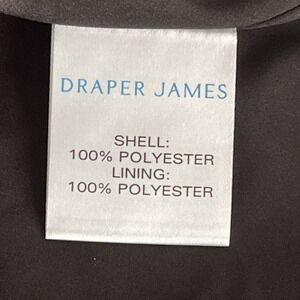 DRAPER JAMES
SHELL:
100% POLYESTER
LINING:
100% POLYESTER